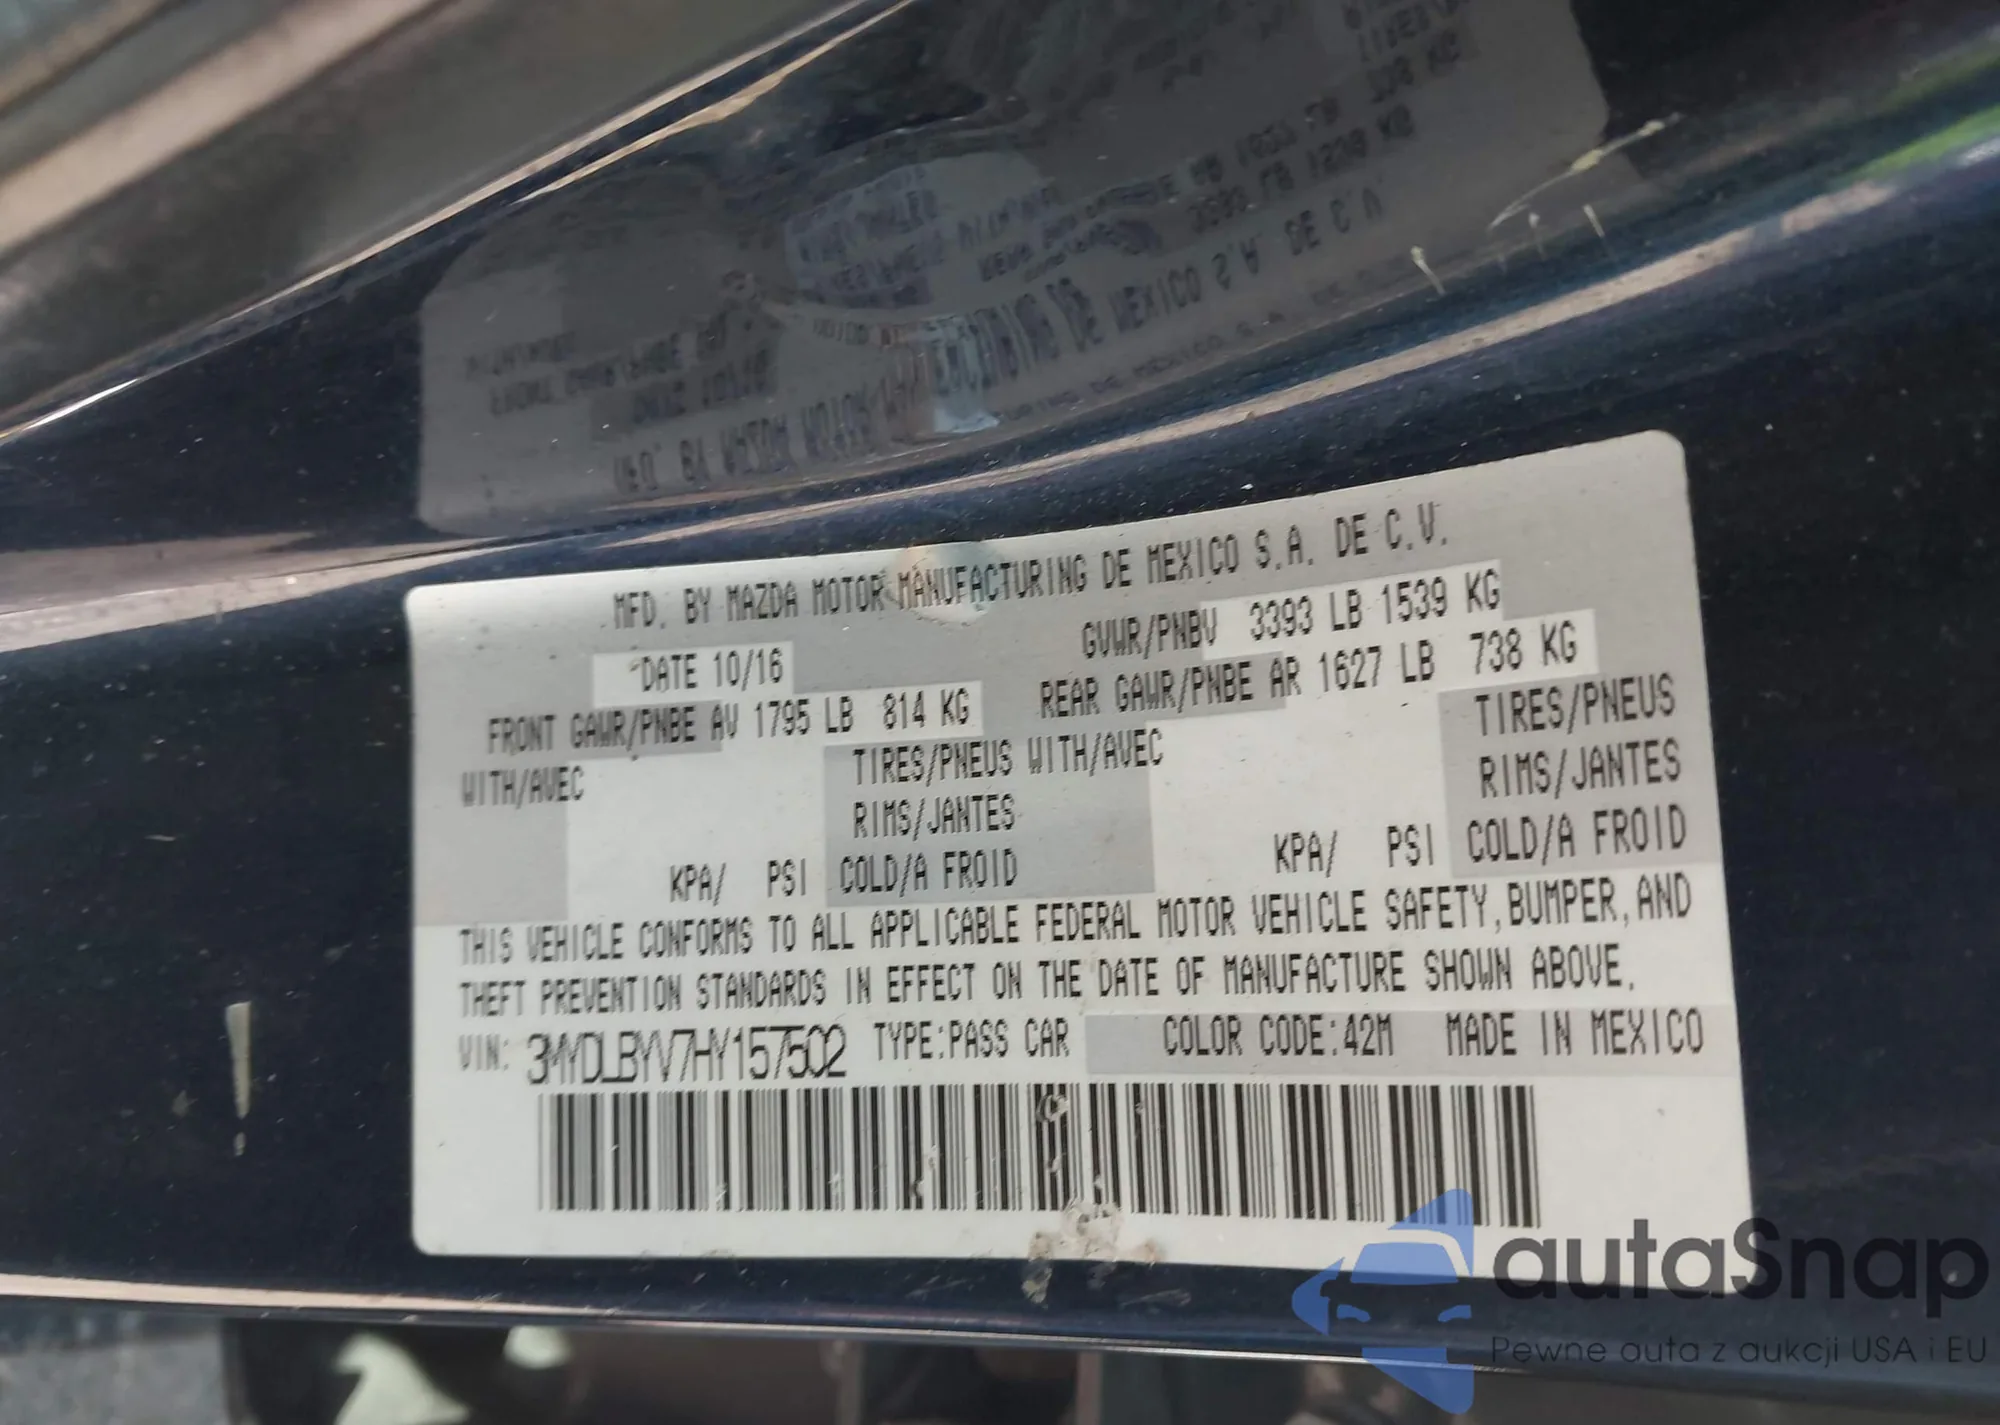 MFD. BY MAZDA MOTOR MANUFACTURING DE MEXICO S.A. DE C.V.
DATE 10/16
GVWR/PNBV 3393 LB 1539 KG
FRONT GAWR/PNBE AV 1795 LB 814 KG
REAR GAWR/PNBE AR 1627 LB 738 KG
WITH/AVEC
TIRES/PNEUS WITH/AVEC
TIRES/PNEUS
RIMS/JANTES
RIMS/JANTES
KPA/ PSI COLD/A FROID
KPA/ PSI COLD/A FROID
THIS VEHICLE CONFORMS TO ALL APPLICABLE FEDERAL MOTOR VEHICLE SAFETY, BUMPER, AND
THEFT PREVENTION STANDARDS IN EFFECT ON THE DATE OF MANUFACTURE SHOWN ABOVE.
VIN: 3MYDLBYV7HY157502 TYPE:PASS CAR COLOR CODE:42M MADE IN MEXICO
autaSnap
Pewne auta z aukcji USA i EU